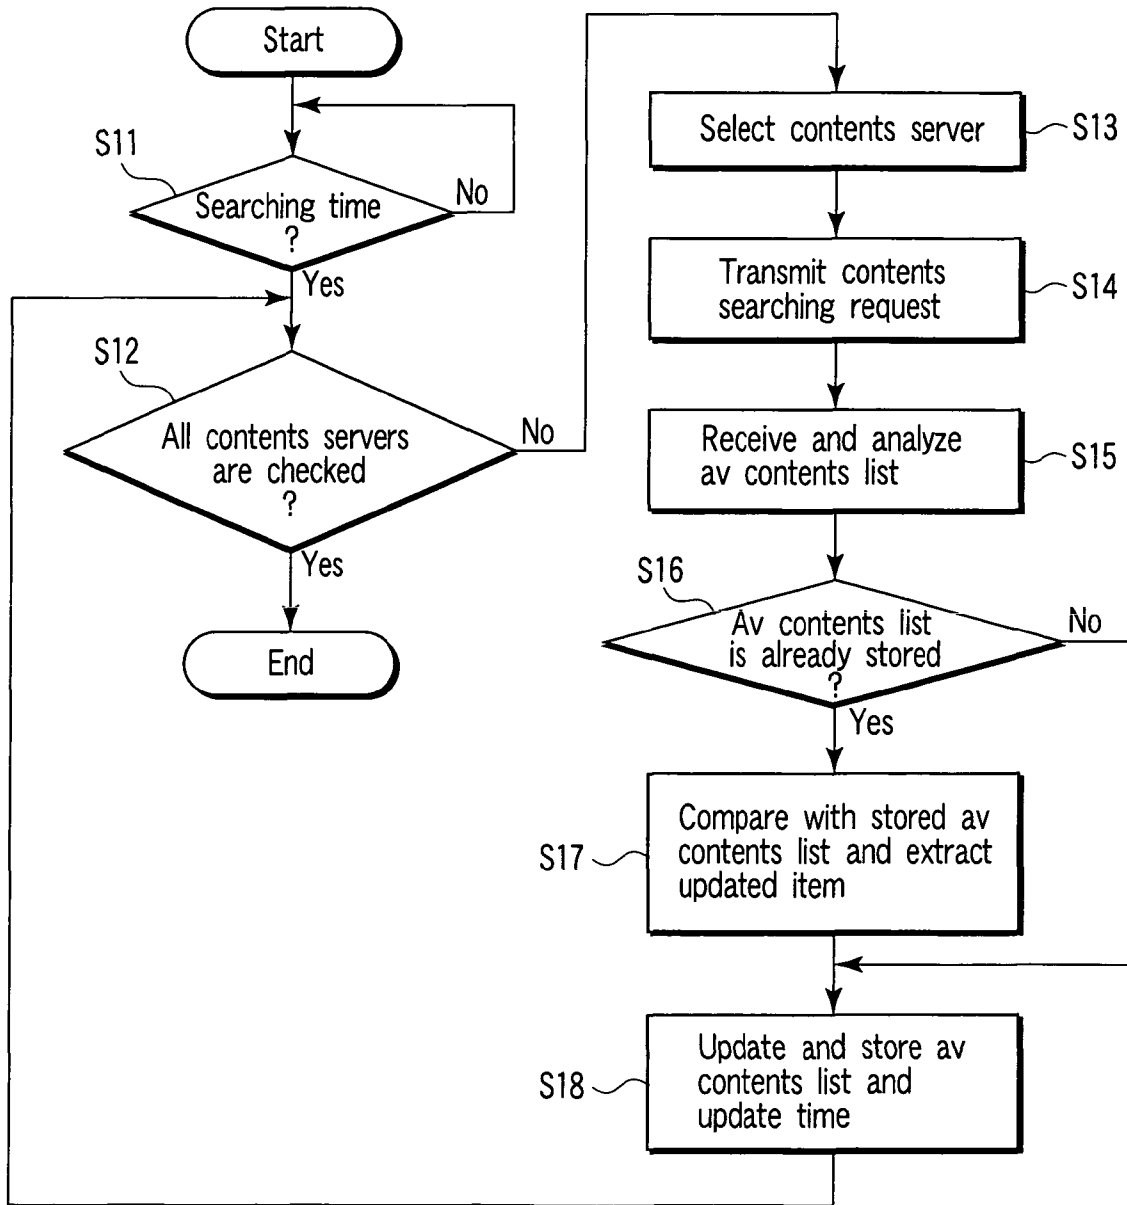 Start
S11
Searching time
?
No
Yes
S12
All contents servers
are checked
?
No
Yes
End
Select contents server
S13
Transmit contents
searching request
S14
Receive and analyze
av contents list
S15
S16
Av contents list
is already stored
?
No
Yes
Compare with stored av
contents list and extract
updated item
S17
Update and store av
contents list and
update time
S18